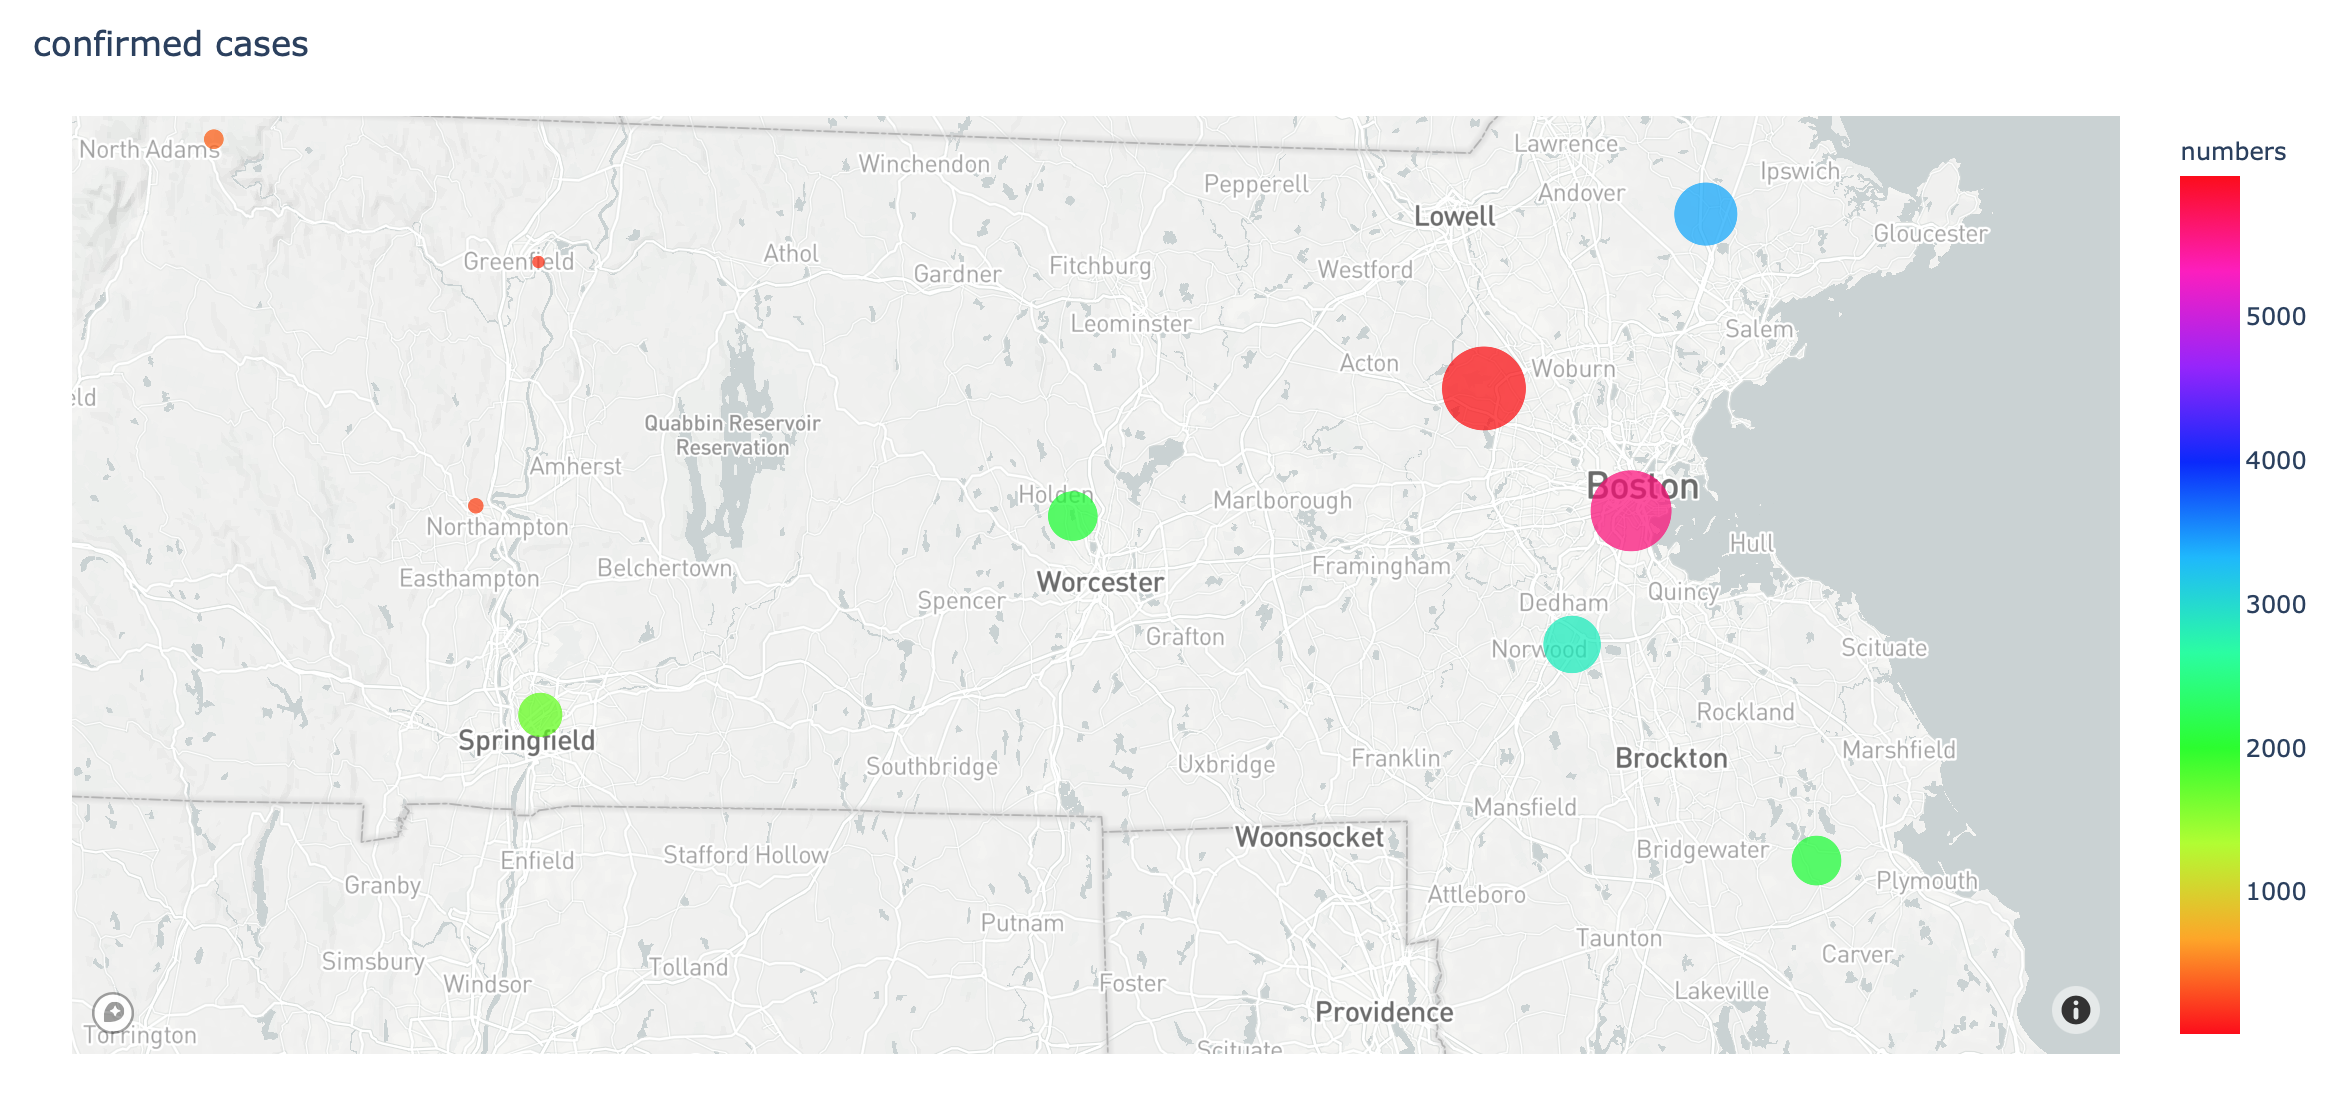 confirmed cases
numbers
5000
4000
3000
2000
1000
North Adams
Winchendon
Lawrence
Pepperell
Ipswich
Andover
Lowell
Gloucester
Greenfield
Athol
Gardner
Fitchburg
Westford
Leominster
Salem
Acton
Woburn
eld
Quabbin Reservoir
Reservation
Amherst
Boston
Holden
Marlborough
Northampton
Hull
Belchertown
Framingham
Easthampton
Worcester
Quincy
Spencer
Dedham
Grafton
Norwood
Scituate
Rockland
Springfield
Marshfield
Southbridge
Uxbridge
Franklin
Brockton
Mansfield
Woonsocket
Bridgewater
Enfield
Stafford Hollow
Granby
Plymouth
Attleboro
Putnam
Taunton
Carver
Simsbury
Tolland
Windsor
Foster
Lakeville
Providence
Torrington
Scituate